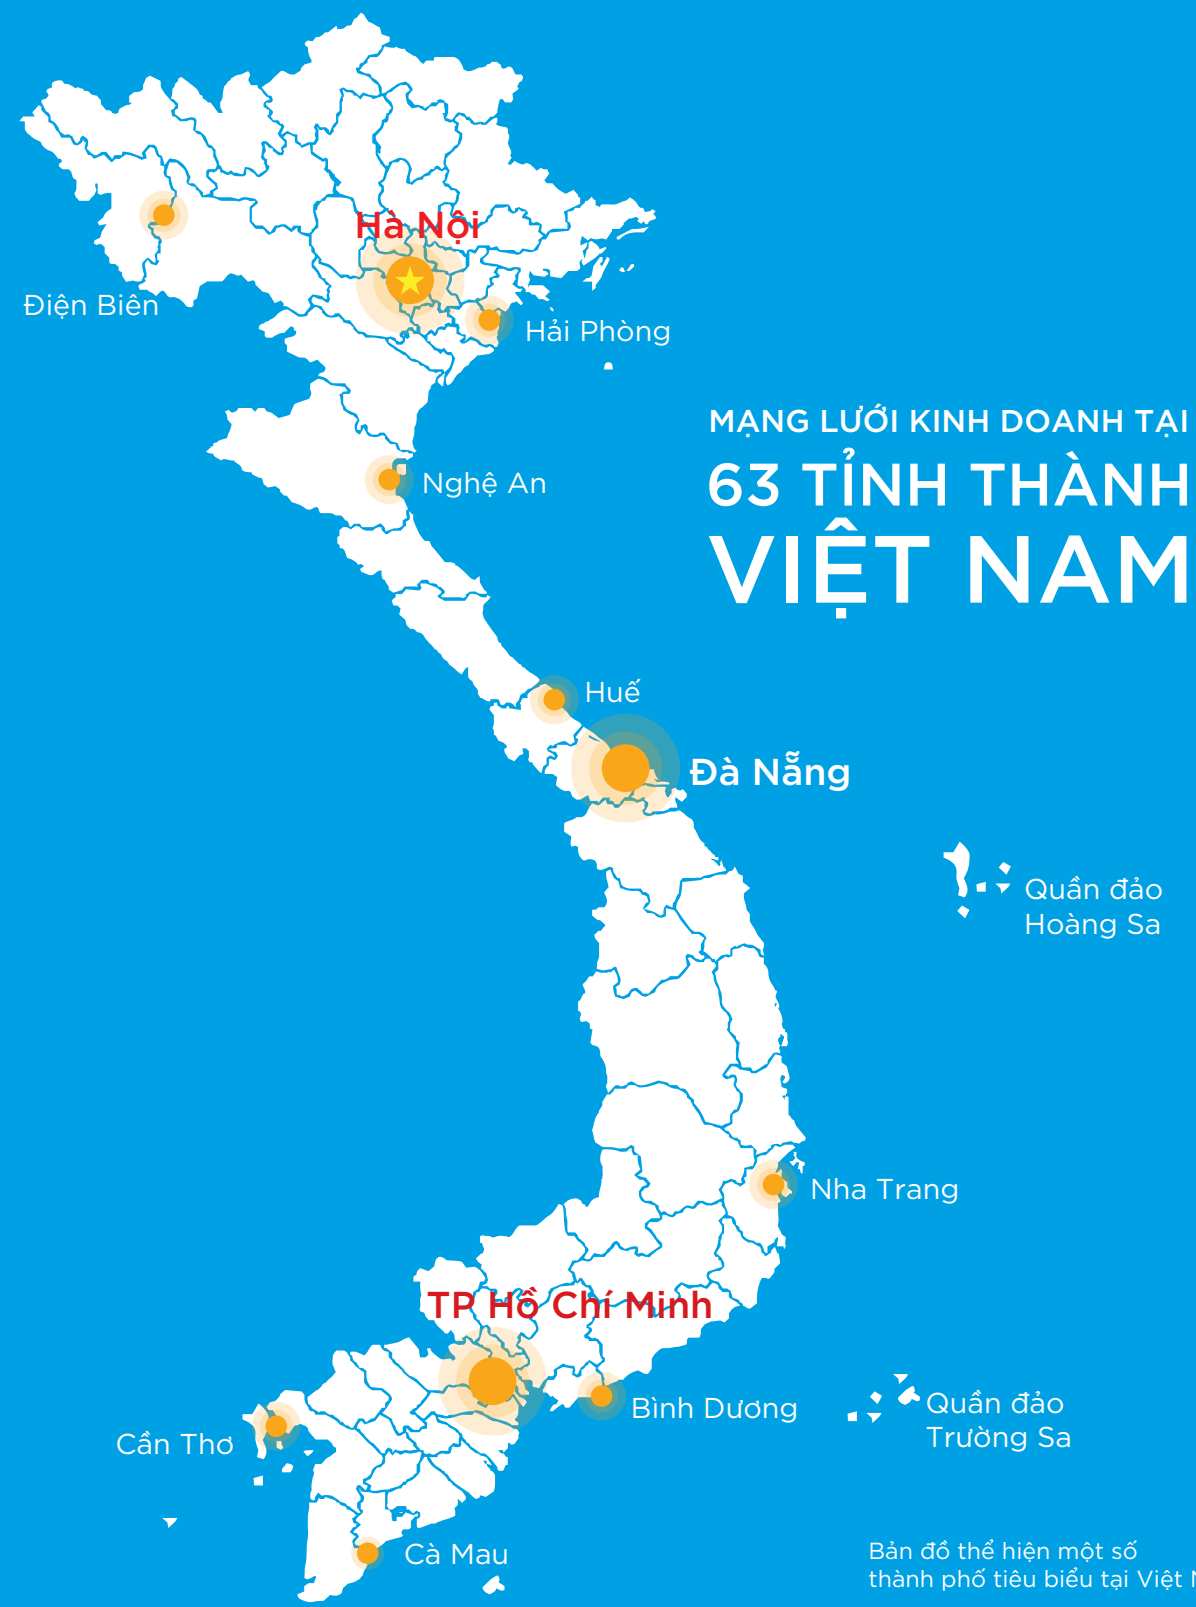 Hà Nội
Điện Biên
Hải Phòng
MẠNG LƯỚI KINH DOANH TẠI
63 TỈNH THÀNH
VIỆT NAM
Nghệ An
Huế
Đà Nẵng
Quần đảo
Hoàng Sa
Nha Trang
TP Hồ Chí Minh
Bình Dương
Quần đảo
Trường Sa
Cần Thơ
Cà Mau
Bản đồ thể hiện một số
thành phố tiêu biểu tại Việt N